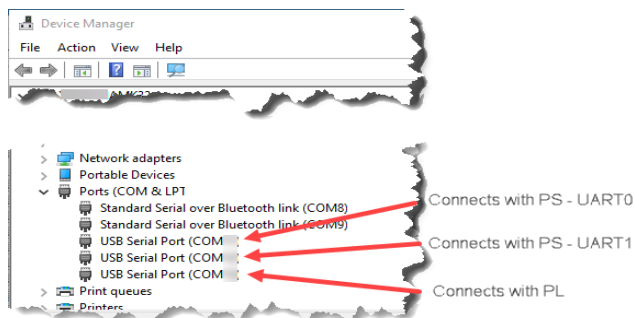 Device Manager
File Action View Help
Network adapters
Portable Devices
Ports (COM & LPT
Standard Serial over Bluetooth link (COM8)
Standard Serial over Bluetooth link (COM9)
USB Serial Port (COM
USB Serial Port (COM
USB Serial Port (COM
Print queues
Printers
Connects with PS - UART0
Connects with PS - UART1
Connects with PL